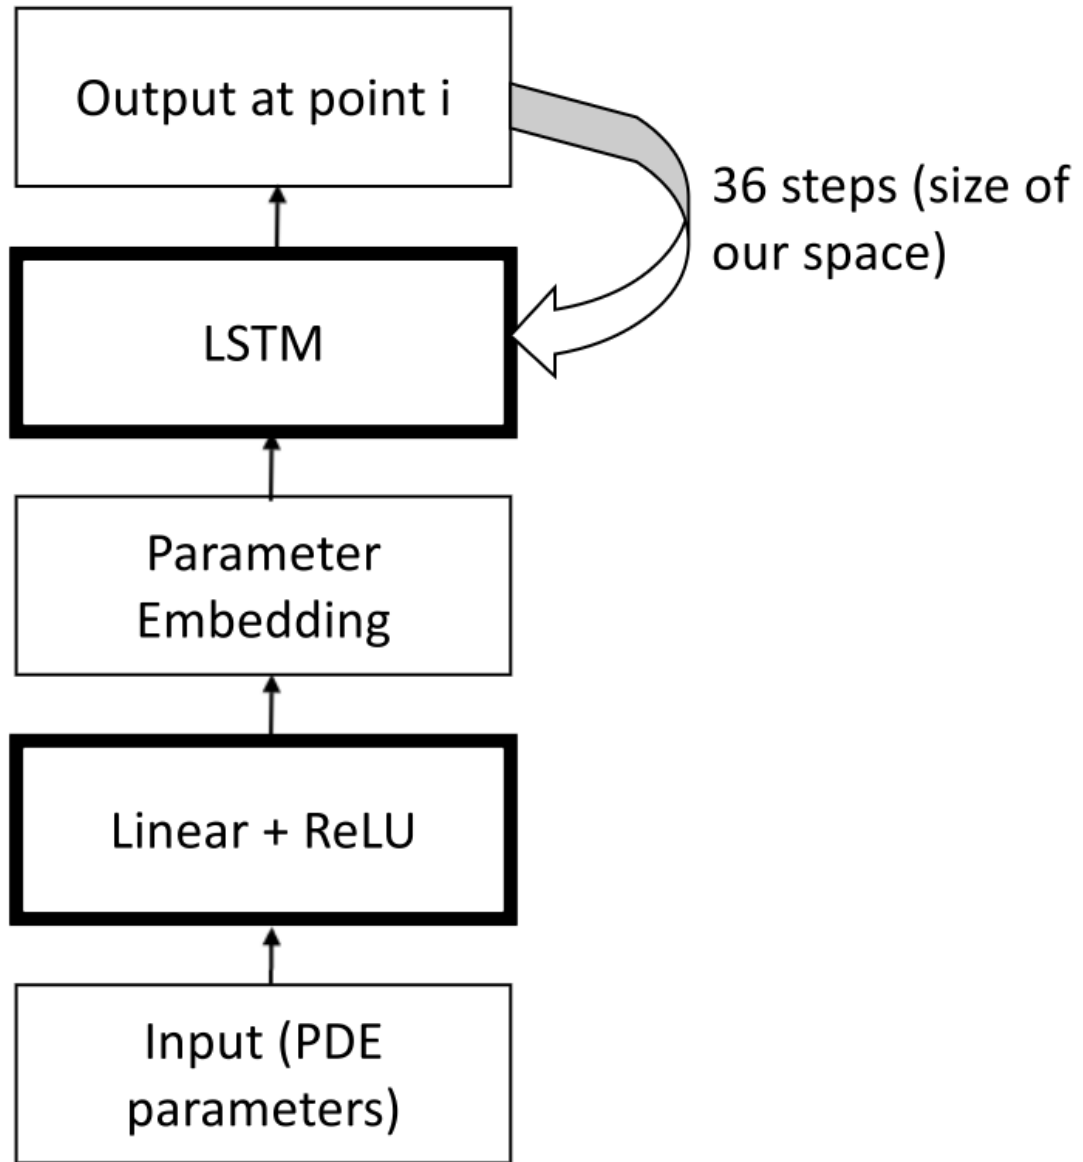 Output at point i
36 steps (size of
our space)
LSTM
Parameter
Embedding
Linear + ReLU
Input (PDE
parameters)